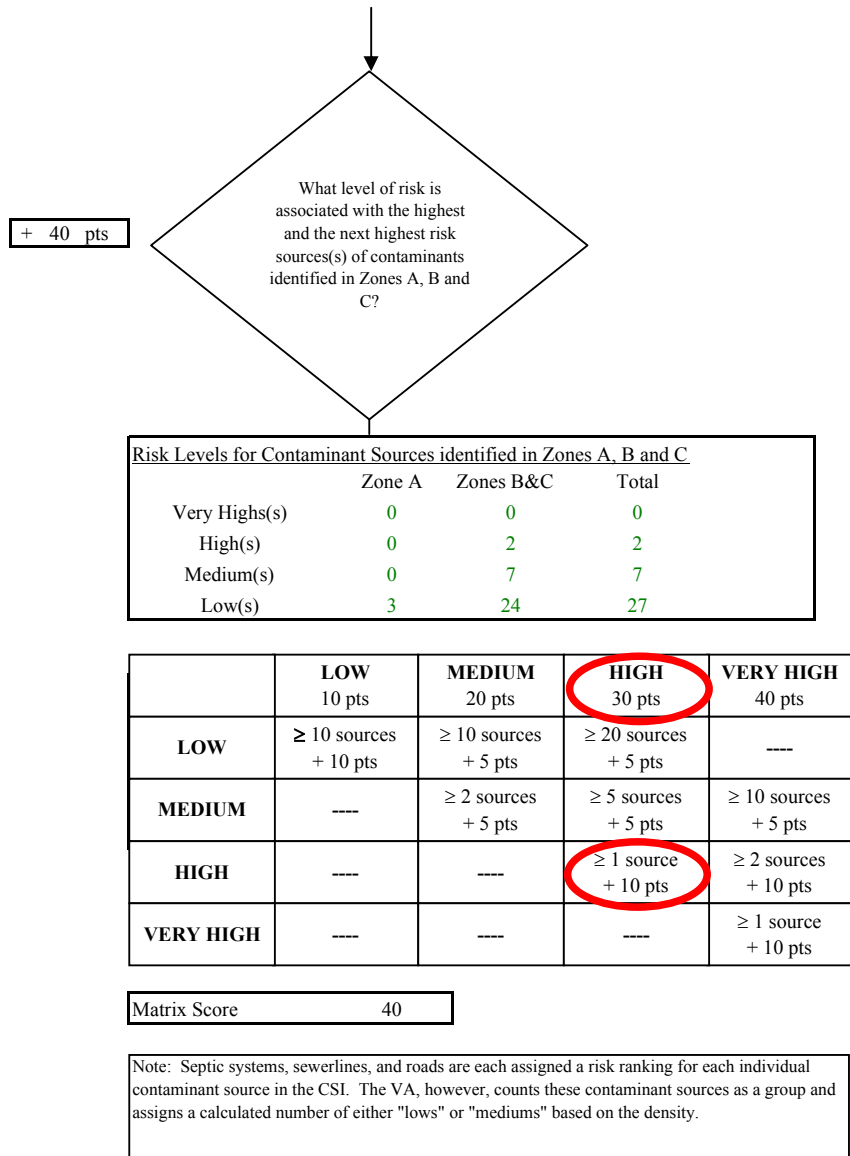 What level of risk is
associated with the highest
and the next highest risk
sources(s) of contaminants
identified in Zones A, B and
C?
+ 40 pts
Risk Levels for Contaminant Sources identified in Zones A, B and C
Zone A Zones B&C Total
Very Highs(s) 0 0 0
High(s) 0 2 2
Medium(s) 0 7 7
Low(s) 3 24 27
LOW MEDIUM HIGH VERY HIGH
10 pts 20 pts 30 pts 40 pts
LOW ≥ 10 sources + 10 pts ≥ 10 sources + 5 pts ≥ 20 sources + 5 pts ----
MEDIUM ---- ≥ 2 sources + 5 pts ≥ 5 sources + 5 pts ≥ 10 sources + 5 pts
HIGH ---- ---- ≥ 1 source + 10 pts ≥ 2 sources + 10 pts
VERY HIGH ---- ---- ---- ≥ 1 source + 10 pts
Matrix Score 40
Note: Septic systems, sewerlines, and roads are each assigned a risk ranking for each individual
contaminant source in the CSI. The VA, however, counts these contaminant sources as a group and
assigns a calculated number of either "lows" or "mediums" based on the density.